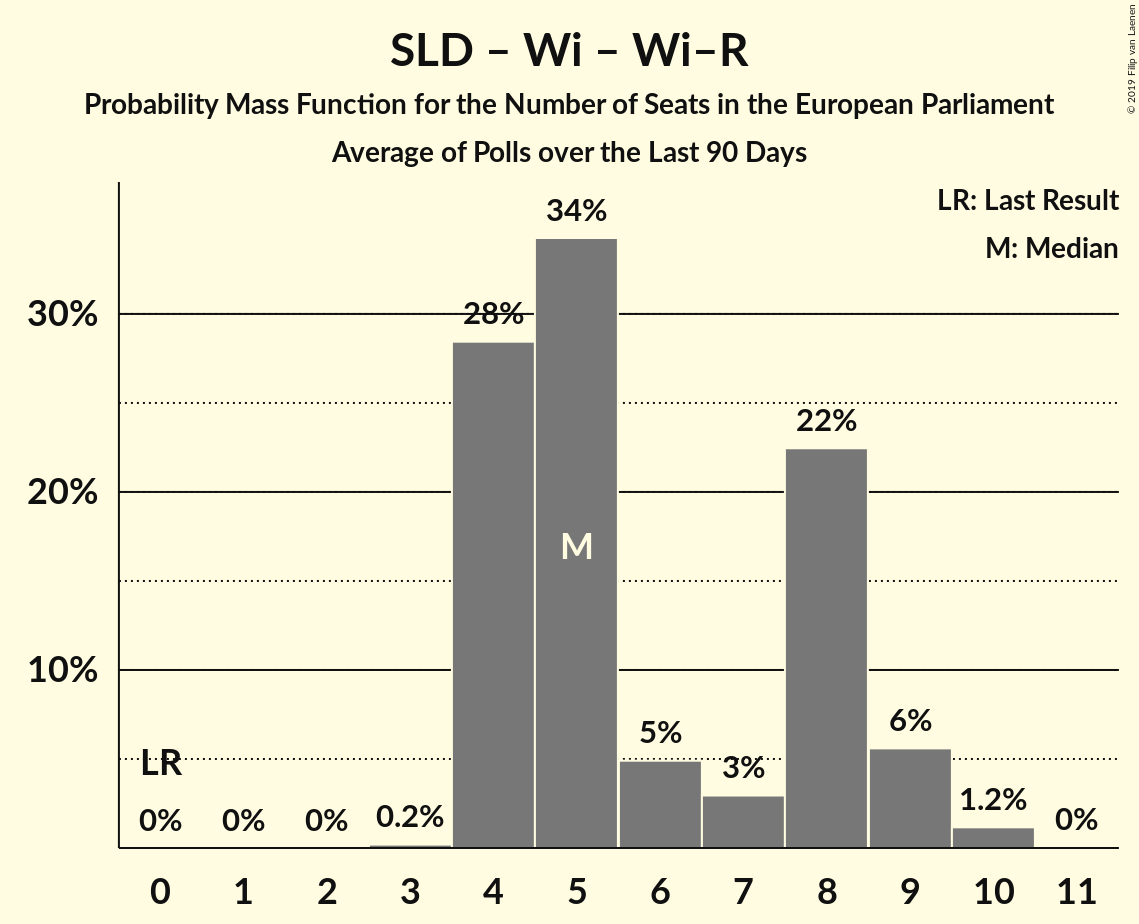 SLD – Wi – Wi–R
Probability Mass Function for the Number of Seats in the European Parliament
Average of Polls over the Last 90 Days
© 2019 Filip van Laenen
LR: Last Result
M: Median
34%
30%
28%
22%
20%
M
10%
6%
5%
3%
LR
1.2%
0% 0% 0% 0.2% 0%
0 1 2 3 4 5 6 7 8 9 10 11